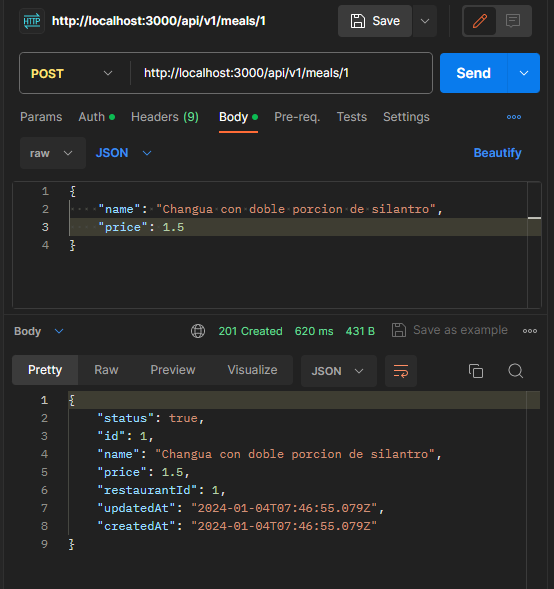 HTTP http://localhost:3000/api/v1/meals/1 Save
POST http://localhost:3000/api/v1/meals/1 Send
Params Auth Headers (9) Body Pre-req. Tests Settings
raw JSON Beautify
1 {
2 "name": "Changua con doble porcion de silantro",
3 "price": 1.5
4 }
Body 201 Created 620 ms 431 B Save as example
Pretty Raw Preview Visualize JSON
1 {
2 "status": true,
3 "id": 1,
4 "name": "Changua con doble porcion de silantro",
5 "price": 1.5,
6 "restaurantId": 1,
7 "updatedAt": "2024-01-04T07:46:55.079Z",
8 "createdAt": "2024-01-04T07:46:55.079Z"
9 }